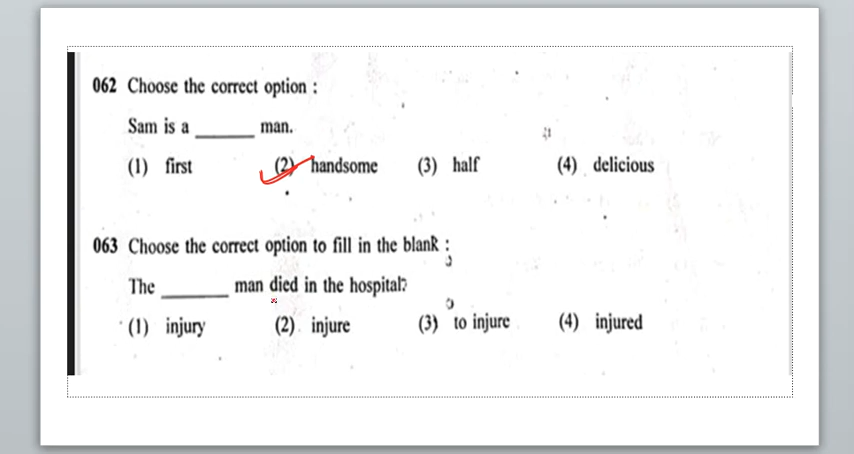 062 Choose the correct option :
Sam is a ______ man.
(1) first (2) handsome (3) half (4) delicious
063 Choose the correct option to fill in the blank :
The ______ man died in the hospital?
(1) injury (2) injure (3) to injure (4) injured